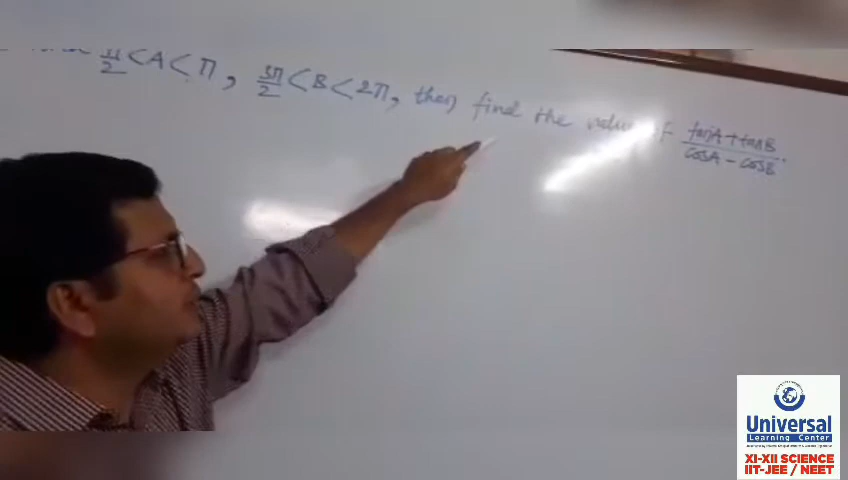 π/2 < A < π, 3π/2 < B < 2π, then find the value of (tanA + tanB)/(cosA - cosB).
Universal
Learning Center
XI-XII SCIENCE
IIT-JEE / NEET